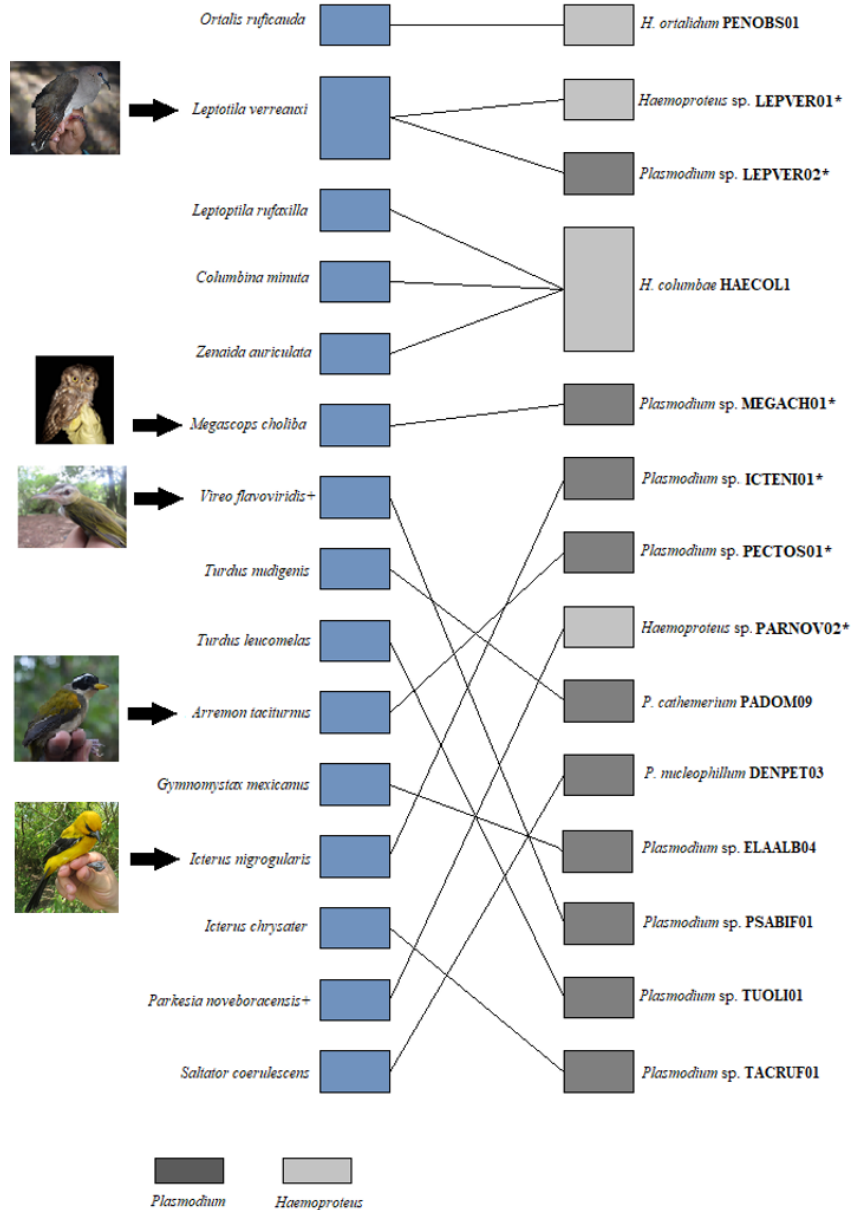 Ortalis ruficauda
H. ortalidum PENOBS01
Leptotila verreauxi
Haemoproteus sp. LEPVER01*
Plasmodium sp. LEPVER02*
Leptoptila rufaxilla
Columbina minuta
H. columbae HAECOL1
Zenaida auriculata
Megascops choliba
Plasmodium sp. MEGACH01*
Vireo flavoviridis+
Plasmodium sp. ICTENI01*
Turdus nudigenis
Plasmodium sp. PECTOS01*
Turdus leucomelas
Haemoproteus sp. PARNOV02*
Arremon taciturnus
P. cathemerium PADOM09
Gymnomystax mexicanus
P. nucleophillum DENPET03
Icterus nigrogularis
Plasmodium sp. ELAALB04
Icterus chrysater
Plasmodium sp. PSABIF01
Parkesia noveboracensis+
Plasmodium sp. TUOLI01
Saltator coerulescens
Plasmodium sp. TACRUF01
Plasmodium
Haemoproteus